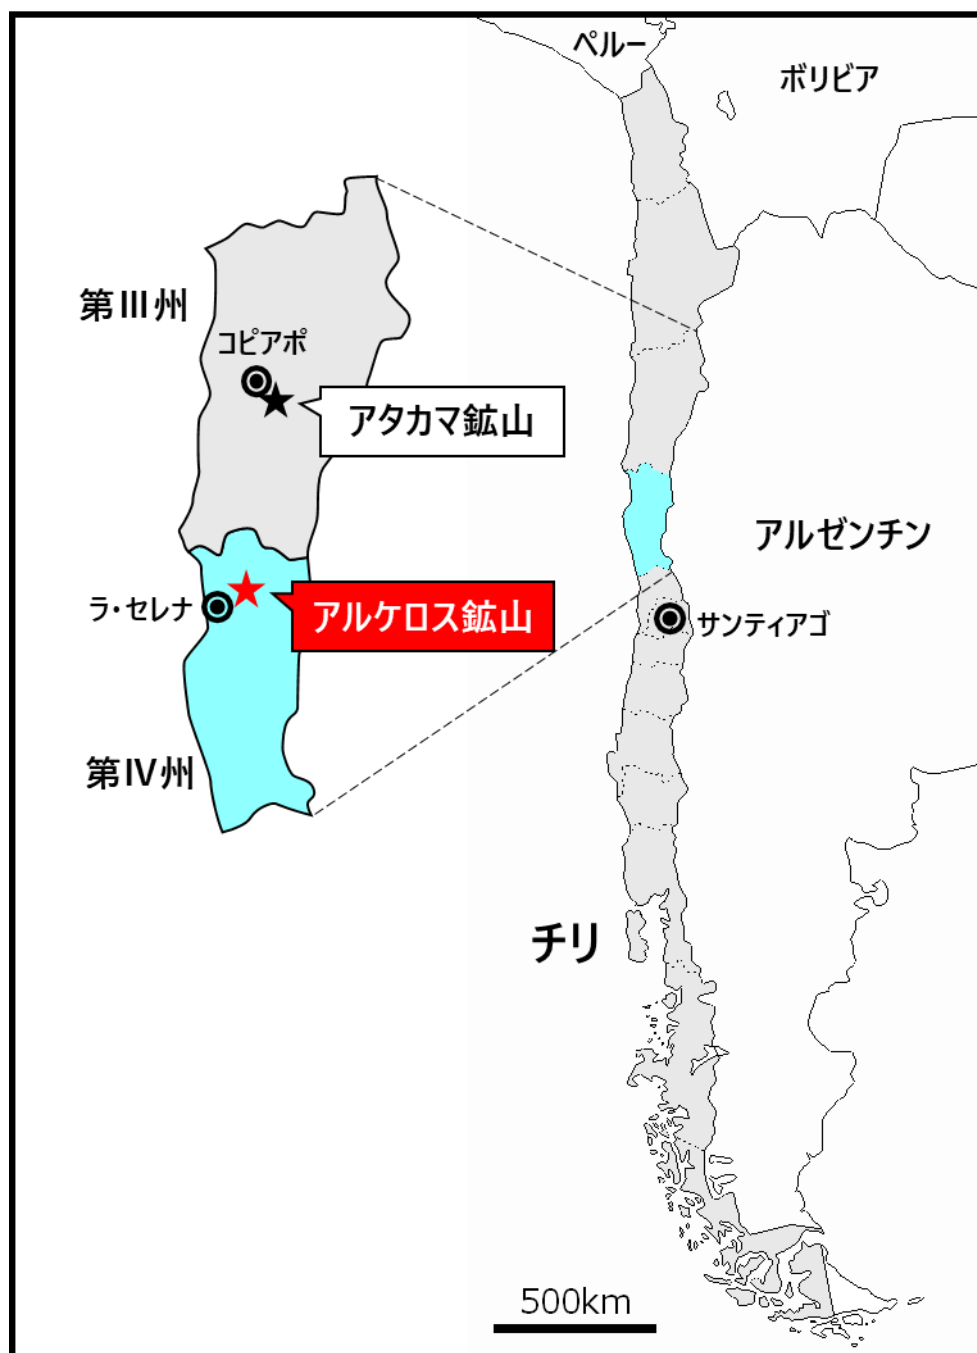 ペルー
ボリビア
第III州
コピアポ
アタカマ鉱山
アルゼンチン
アルケロス鉱山
ラ・セレナ
サンティアゴ
第IV州
チリ
500km